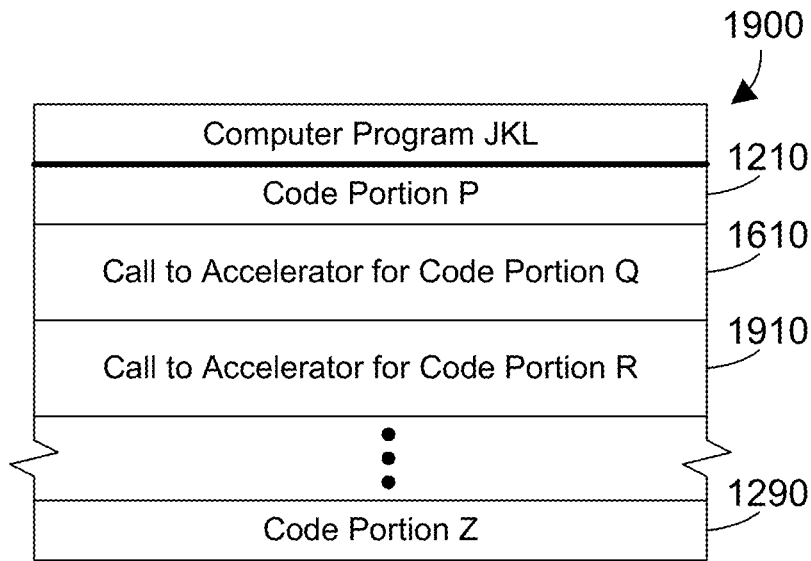 1900
Computer Program JKL
1210
Code Portion P
1610
Call to Accelerator for Code Portion Q
1910
Call to Accelerator for Code Portion R
1290
Code Portion Z